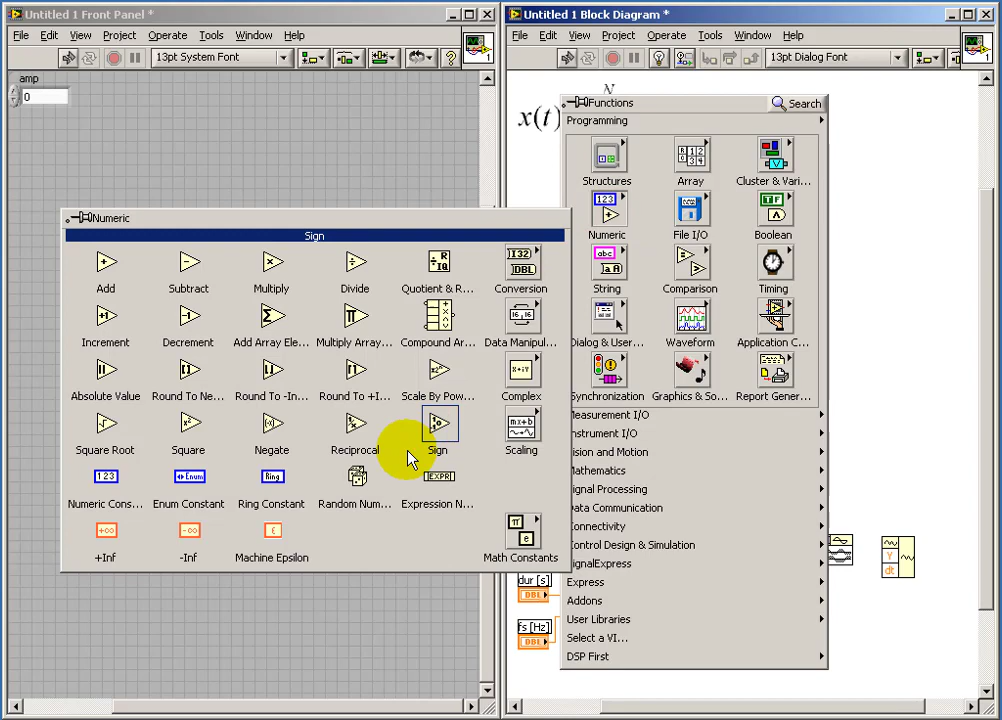 Untitled 1 Front Panel *
File Edit View Project Operate Tools Window Help
13pt System Font
amp
0
Untitled 1 Block Diagram *
File Edit View Project Operate Tools Window Help
13pt Dialog Font
N
x(t)
Functions
Search
Programming
Structures Array Cluster & Vari...
Numeric File I/O Boolean
String Comparison Timing
Dialog & User... Waveform Application C...
Synchronization Graphics & So... Report Gener...
Measurement I/O
Instrument I/O
Vision and Motion
Mathematics
Signal Processing
Data Communication
Connectivity
Control Design & Simulation
SignalExpress
Express
Addons
User Libraries
Select a VI...
DSP First
Numeric
Sign
Add Subtract Multiply Divide Quotient & R... Conversion
Increment Decrement Add Array Ele... Multiply Array... Compound Ar... Data Manipul...
Absolute Value Round To Ne... Round To -In... Round To +I... Scale By Pow... Complex
Square Root Square Negate Reciprocal Sign Scaling
Numeric Cons... Enum Constant Ring Constant Random Num... Expression N...
+Inf -Inf Machine Epsilon Math Constants
dur [s]
DBL
fs [Hz]
DBL
Y
dt